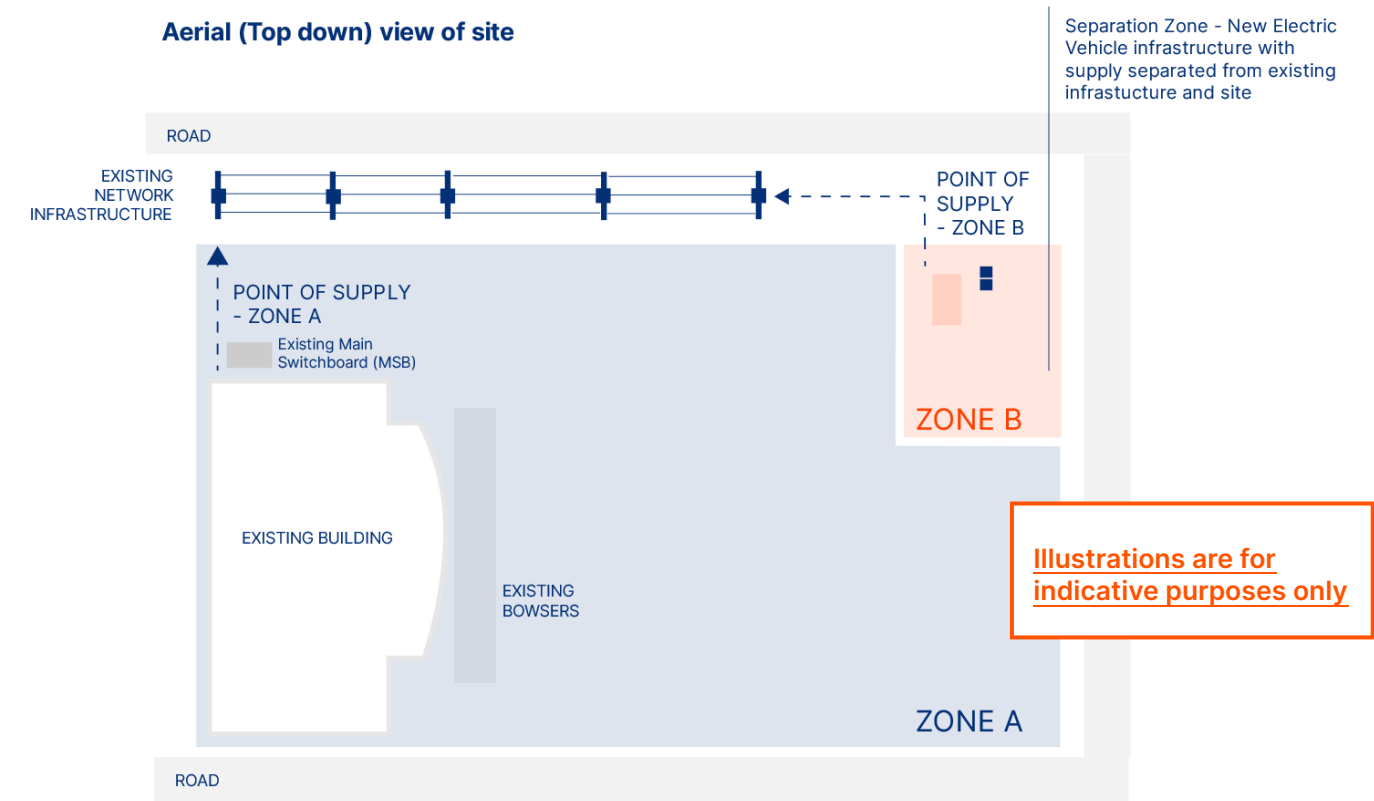 Aerial (Top down) view of site
Separation Zone - New Electric
Vehicle infrastructure with
supply separated from existing
infrastucture and site
ROAD
EXISTING
NETWORK
INFRASTRUCTURE
POINT OF
SUPPLY
- ZONE B
POINT OF SUPPLY
- ZONE A
Existing Main
Switchboard (MSB)
ZONE B
EXISTING BUILDING
EXISTING
BOWSERS
Illustrations are for
indicative purposes only
ZONE A
ROAD